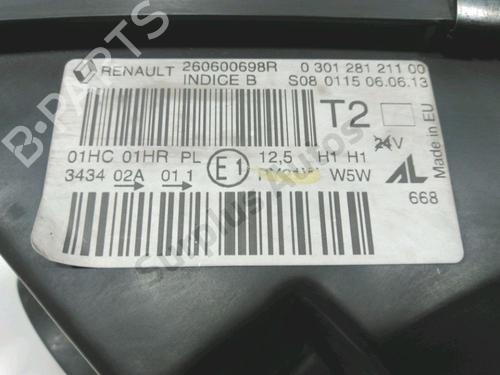 RENAULT 260600698R 0 301 281 211 00
INDICE B S08 0115 06.06.13
T2
24V
Made in EU
01HC 01HR PL E1 12,5 H1 H1
3434 02A 01 1 W5W
AL
668
B-PARTS
Surplus Autos